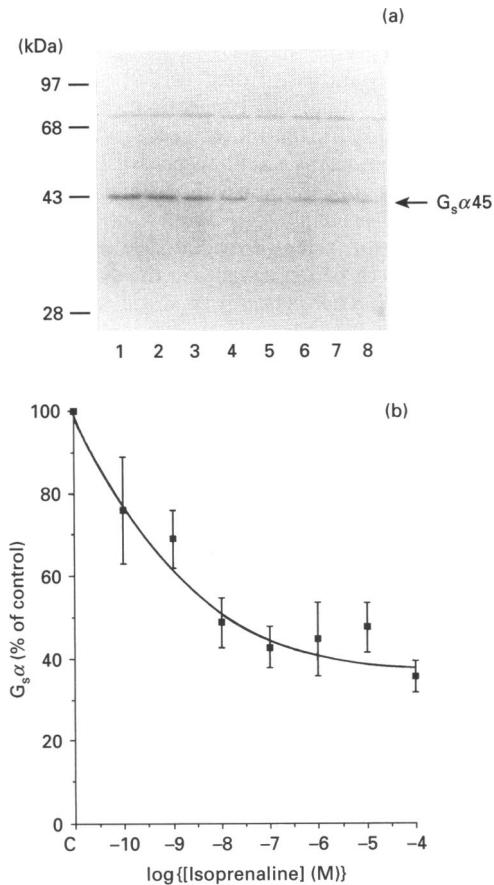 (a)
(kDa)
97
68
43
28
Gₛα45
1 2 3 4 5 6 7 8
(b)
100
80
60
40
20
0
Gₛα (% of control)
C −10 −9 −8 −7 −6 −5 −4
log{[Isoprenaline] (M)}